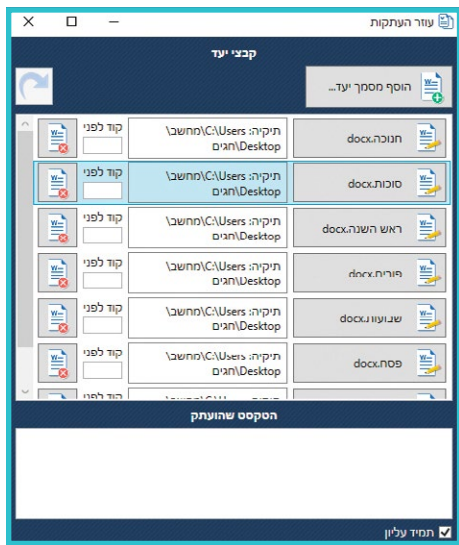 עוזר העתקות
קבצי יעד
הוסף מסמך יעד...
חנוכה.docx
תיקיה: C:\Users\מחשב\
Desktop\חגים
קוד לפני
סוכות.docx
תיקיה: C:\Users\מחשב\
Desktop\חגים
קוד לפני
ראש השנה.docx
תיקיה: C:\Users\מחשב\
Desktop\חגים
קוד לפני
פורים.docx
תיקיה: C:\Users\מחשב\
Desktop\חגים
קוד לפני
שבועות.docx
תיקיה: C:\Users\מחשב\
Desktop\חגים
קוד לפני
פסח.docx
תיקיה: C:\Users\מחשב\
Desktop\חגים
קוד לפני
קוד לפני
הטקסט שהועתק
תמיד עליון